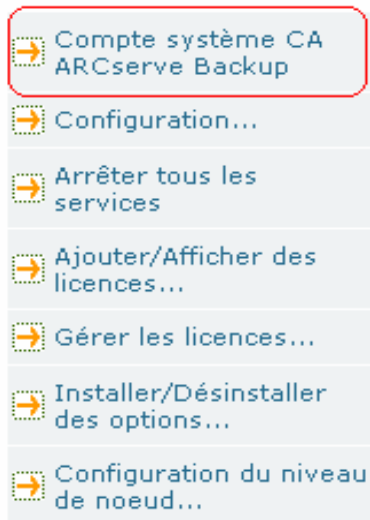 Compte système CA
ARCserve Backup
Configuration...
Arrêter tous les
services
Ajouter/Afficher des
licences...
Gérer les licences...
Installer/Désinstaller
des options...
Configuration du niveau
de noeud...